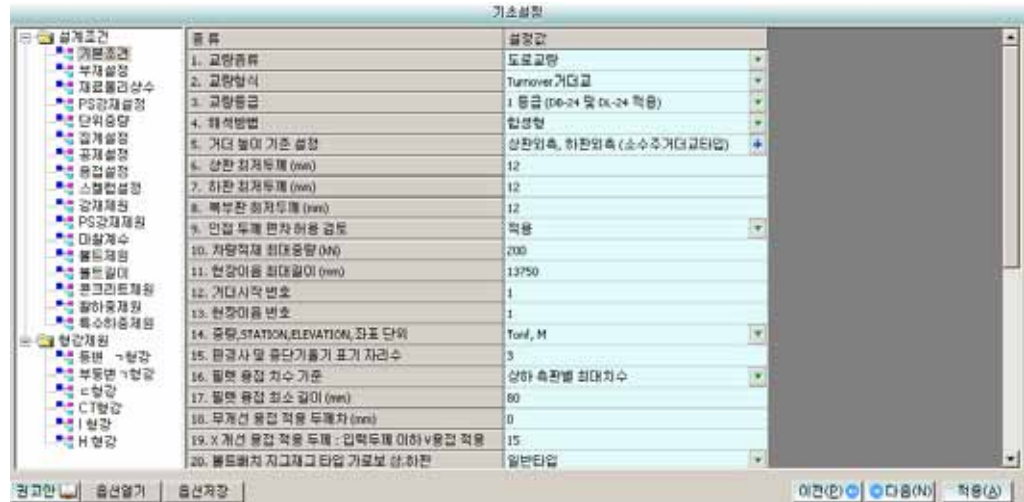 기초설정
설계조건
기본조건
부재설정
재료물리상수
PS강재설정
단위중량
집계설정
공제설정
용접설정
스캘럽설정
강재제원
PS강재제원
마찰계수
볼트제원
볼트길이
콘크리트제원
활하중제원
특수하중제원
형강제원
등변 ㄱ형강
부등변 ㄱ형강
ㄷ형강
CT형강
I 형강
H 형강
종 류 설정값
1. 교량종류 도로교량
2. 교량형식 Turnover거더교
3. 교량등급 1 등급 (DB-24 및 DL-24 적용)
4. 해석방법 합성형
5. 거더 높이 기준 설정 상판외측, 하판외측 (소수주거더교타입)
6. 상판 최저두께 (mm) 12
7. 하판 최저두께 (mm) 12
8. 복부판 최저두께 (mm) 12
9. 인접 두께 편차 허용 검토 적용
10. 차량적재 최대중량 (kN) 200
11. 현장이음 최대길이 (mm) 13750
12. 거더시작 번호 1
13. 현장이음 번호 1
14. 중량,STATION,ELEVATION, 좌표 단위 Tonf, M
15. 편경사 및 종단기울기 표기 자리수 3
16. 필렛 용접 치수 기준 상하 측판별 최대치수
17. 필렛 용접 최소 길이 (mm) 80
18. 무개선 용접 적용 두께차 (mm) 0
19. X 개선 용접 적용 두께 : 입력두께 이하 V용접 적용 15
20. 볼트배치 지그재그 타입 가로보 상.하판 일반타입
권고안 옵션열기 옵션저장 이전(P) 다음(N) 적용(A)